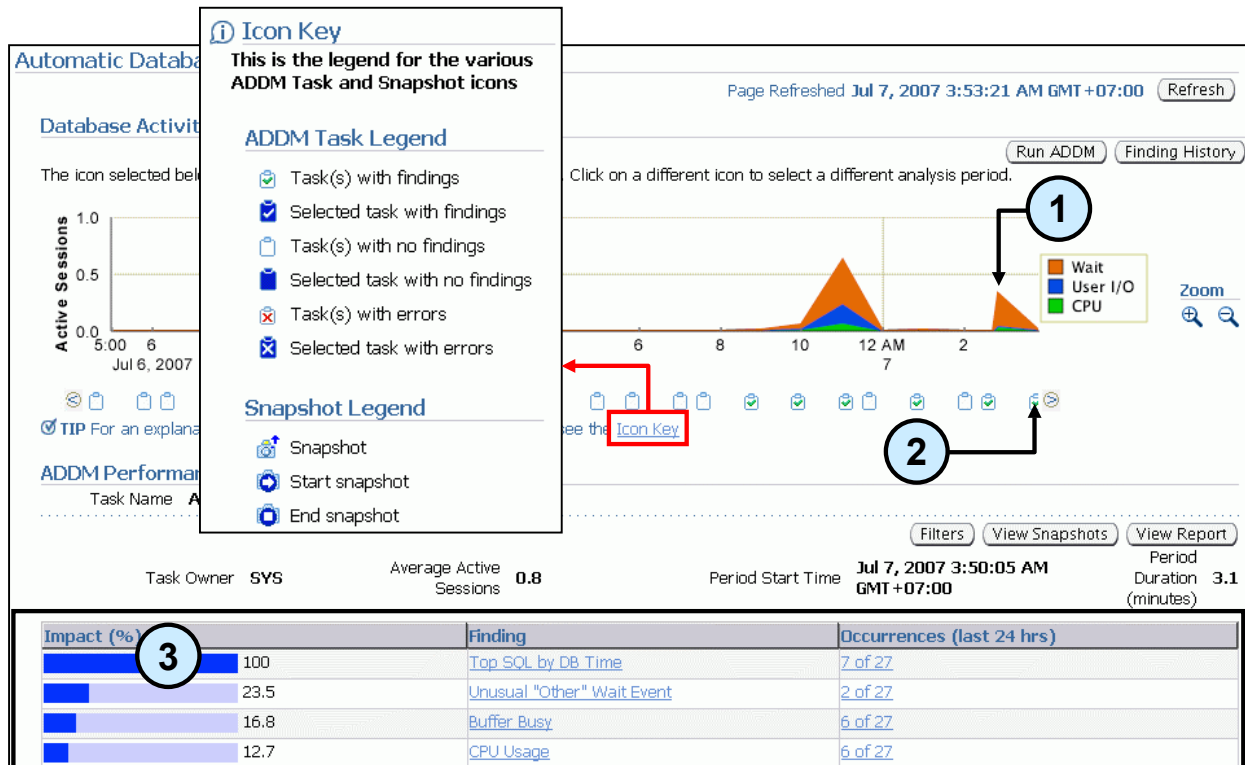 Icon Key
This is the legend for the various
ADDM Task and Snapshot icons
ADDM Task Legend
Task(s) with findings
Selected task with findings
Task(s) with no findings
Selected task with no findings
Task(s) with errors
Selected task with errors
Snapshot Legend
Snapshot
Start snapshot
End snapshot
Automatic
Page Refreshed Jul 7, 2007 3:53:21 AM GMT+07:00 Refresh
Database
Run ADDM Finding History
The icon selected Click on a different icon to select a different analysis period.
1
Active Sessions
1.0
0.5
0.0
Wait
User I/O
CPU
Zoom
5:00 6 6 8 10 12 AM 2
Jul 6, 2007 7
TIP For an see the Icon Key
2
ADDM
Task Name
Filters View Snapshots View Report
Task Owner SYS
Average Active Sessions 0.8
Period Start Time Jul 7, 2007 3:50:05 AM GMT+07:00
Period Duration (minutes) 3.1
Impact (%) Finding Occurrences (last 24 hrs)
3
100 Top SQL by DB Time 7 of 27
23.5 Unusual "Other" Wait Event 2 of 27
16.8 Buffer Busy 6 of 27
12.7 CPU Usage 6 of 27